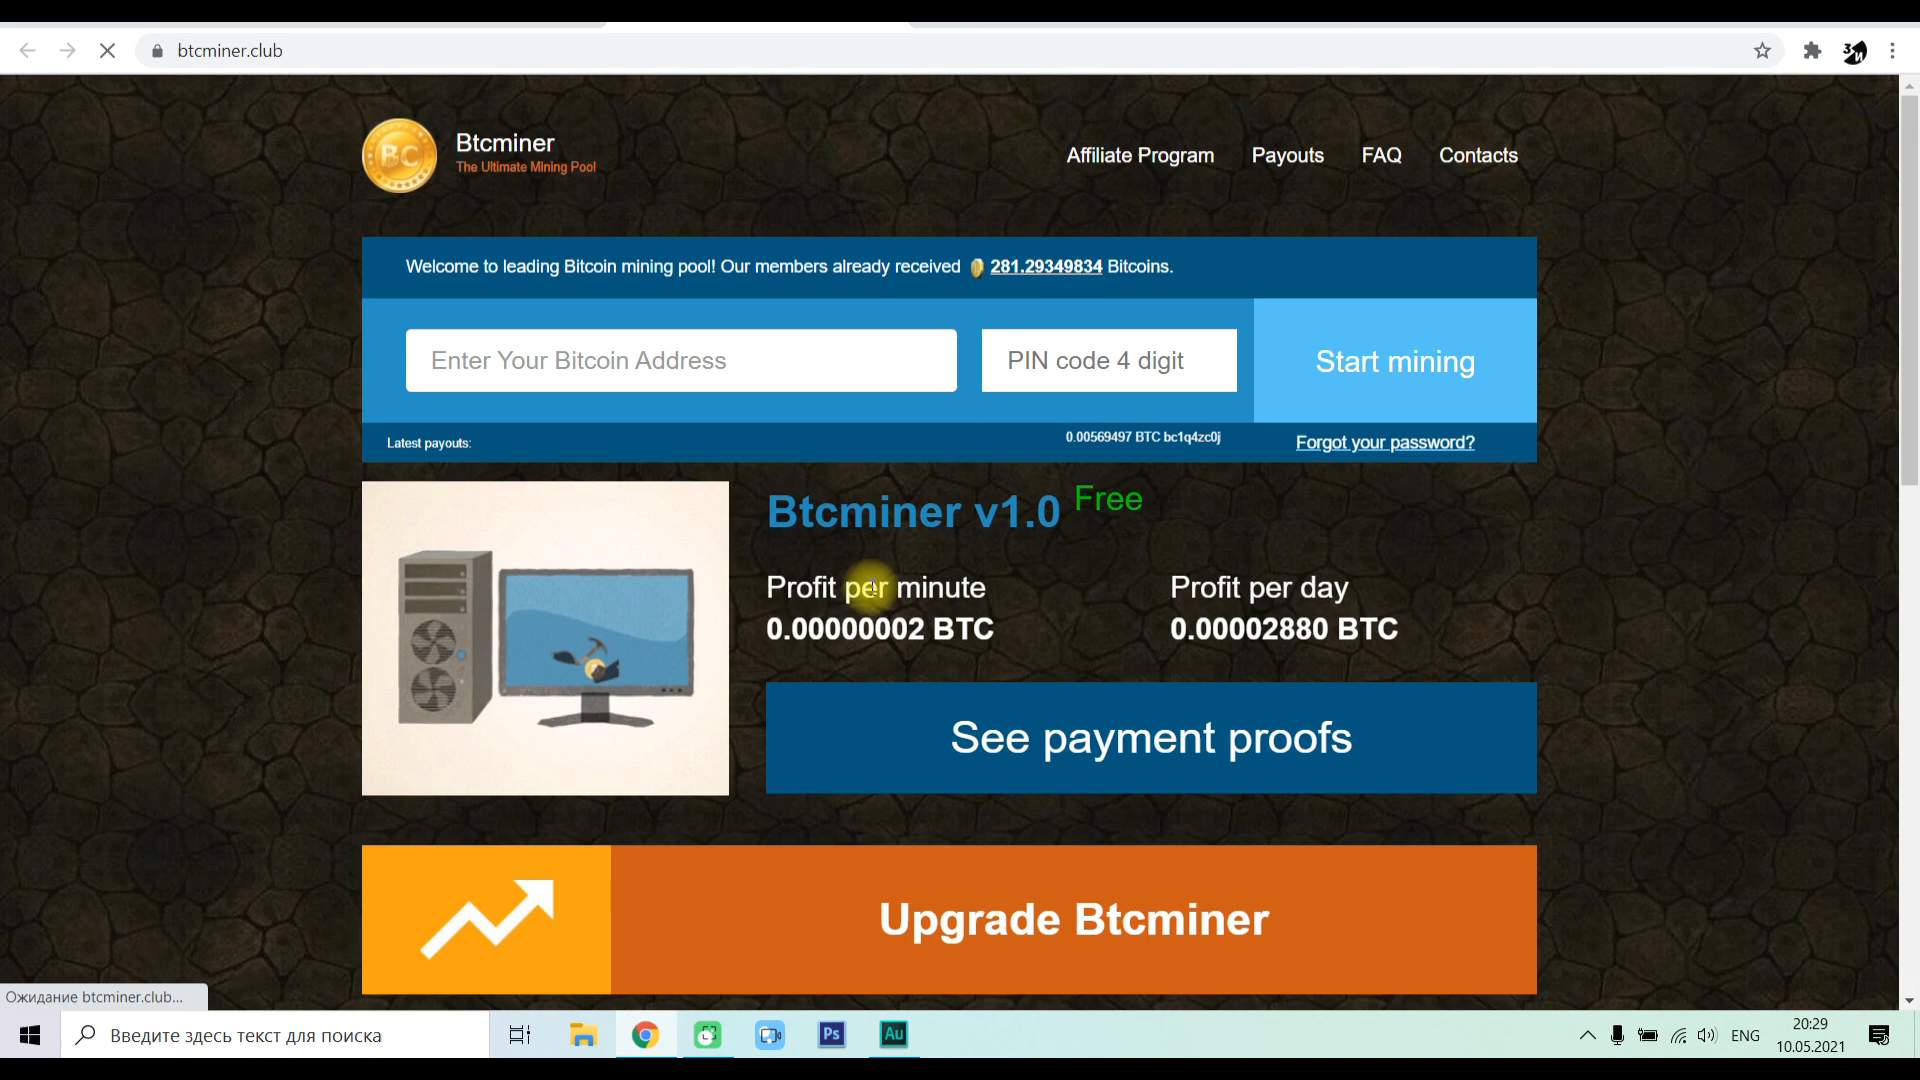 btcminer.club
BC
Btcminer
The Ultimate Mining Pool
Affiliate Program
Payouts
FAQ
Contacts
Welcome to leading Bitcoin mining pool! Our members already received 281.29349834 Bitcoins.
Enter Your Bitcoin Address
PIN code 4 digit
Start mining
Latest payouts:
0.00569497 BTC bc1q4zc0j
Forgot your password?
Btcminer v1.0 Free
Profit per minute
0.00000002 BTC
Profit per day
0.00002880 BTC
See payment proofs
Upgrade Btcminer
Ожидание btcminer.club...
Введите здесь текст для поиска
Ps
Au
ENG
20:29
10.05.2021